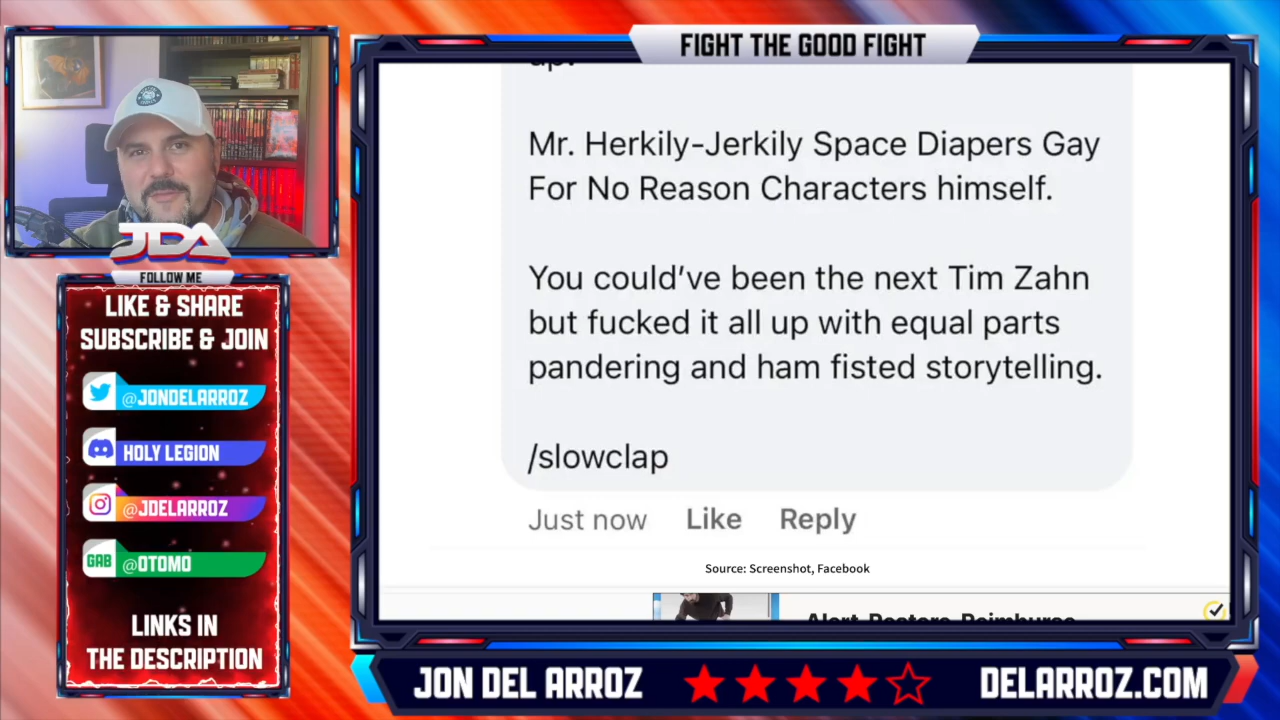 FIGHT THE GOOD FIGHT
up.
Mr. Herkily-Jerkily Space Diapers Gay
For No Reason Characters himself.
You could've been the next Tim Zahn
but fucked it all up with equal parts
pandering and ham fisted storytelling.
/slowclap
Just now Like Reply
Source: Screenshot, Facebook
JDA
FOLLOW ME
LIKE & SHARE
SUBSCRIBE & JOIN
@JONDELARROZ
HOLY LEGION
@JDELARROZ
GAB @OTOMO
LINKS IN
THE DESCRIPTION
JON DEL ARROZ
DELARROZ.COM